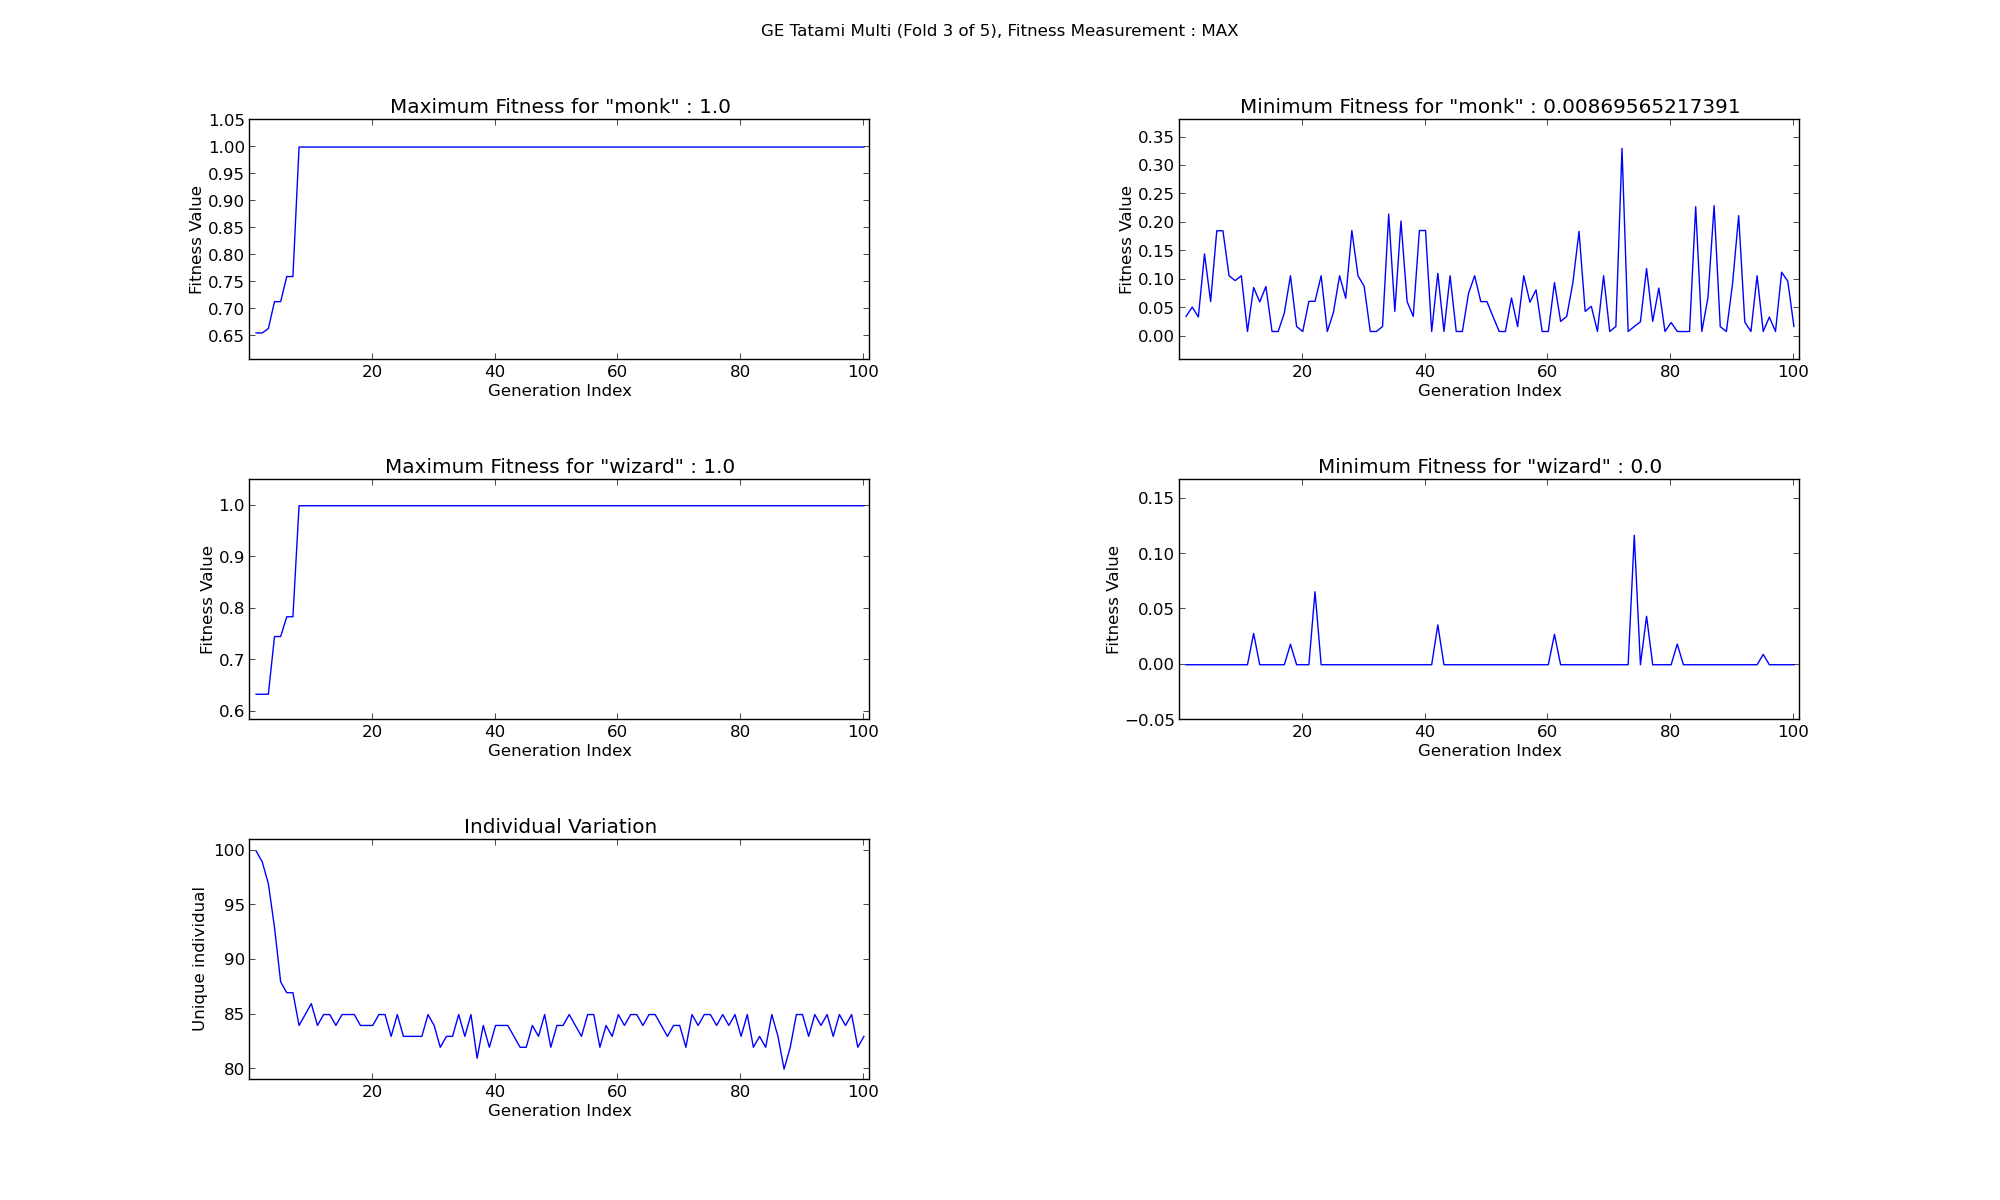 GE Tatami Multi (Fold 3 of 5), Fitness Measurement : MAX
Maximum Fitness for "monk" : 1.0
1.05
1.00
0.95
0.90
0.85
0.80
0.75
0.70
0.65
Fitness Value
20 40 60 80 100
Generation Index
Minimum Fitness for "monk" : 0.00869565217391
0.35
0.30
0.25
0.20
0.15
0.10
0.05
0.00
Fitness Value
20 40 60 80 100
Generation Index
Maximum Fitness for "wizard" : 1.0
1.0
0.9
0.8
0.7
0.6
Fitness Value
20 40 60 80 100
Generation Index
Minimum Fitness for "wizard" : 0.0
0.15
0.10
0.05
0.00
−0.05
Fitness Value
20 40 60 80 100
Generation Index
Individual Variation
100
95
90
85
80
Unique individual
20 40 60 80 100
Generation Index